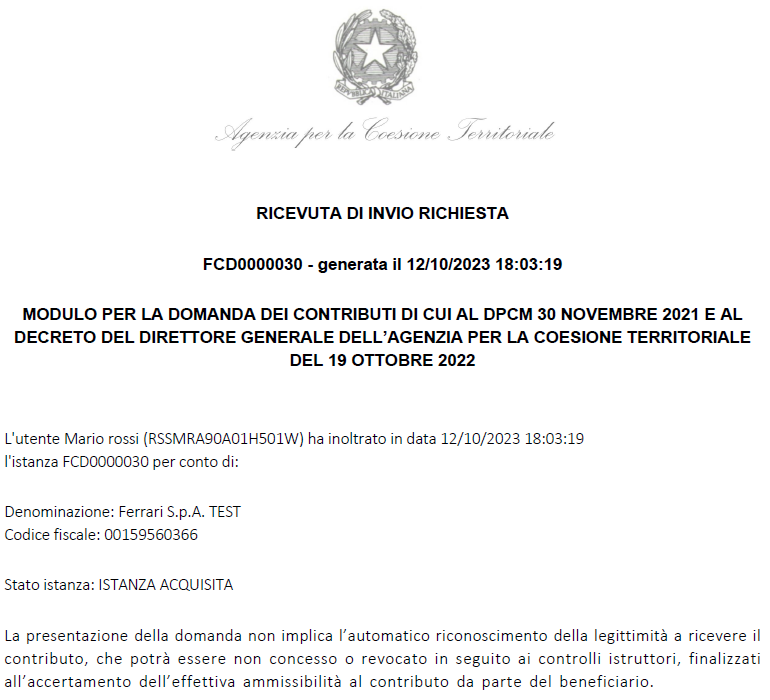 REPVBBLICA ITALIANA
Agenzia per la Coesione Territoriale
RICEVUTA DI INVIO RICHIESTA
FCD0000030 - generata il 12/10/2023 18:03:19
MODULO PER LA DOMANDA DEI CONTRIBUTI DI CUI AL DPCM 30 NOVEMBRE 2021 E AL
DECRETO DEL DIRETTORE GENERALE DELL’AGENZIA PER LA COESIONE TERRITORIALE
DEL 19 OTTOBRE 2022
L'utente Mario rossi (RSSMRA90A01H501W) ha inoltrato in data 12/10/2023 18:03:19
l'istanza FCD0000030 per conto di:
Denominazione: Ferrari S.p.A. TEST
Codice fiscale: 00159560366
Stato istanza: ISTANZA ACQUISITA
La presentazione della domanda non implica l’automatico riconoscimento della legittimità a ricevere il
contributo, che potrà essere non concesso o revocato in seguito ai controlli istruttori, finalizzati
all’accertamento dell’effettiva ammissibilità al contributo da parte del beneficiario.